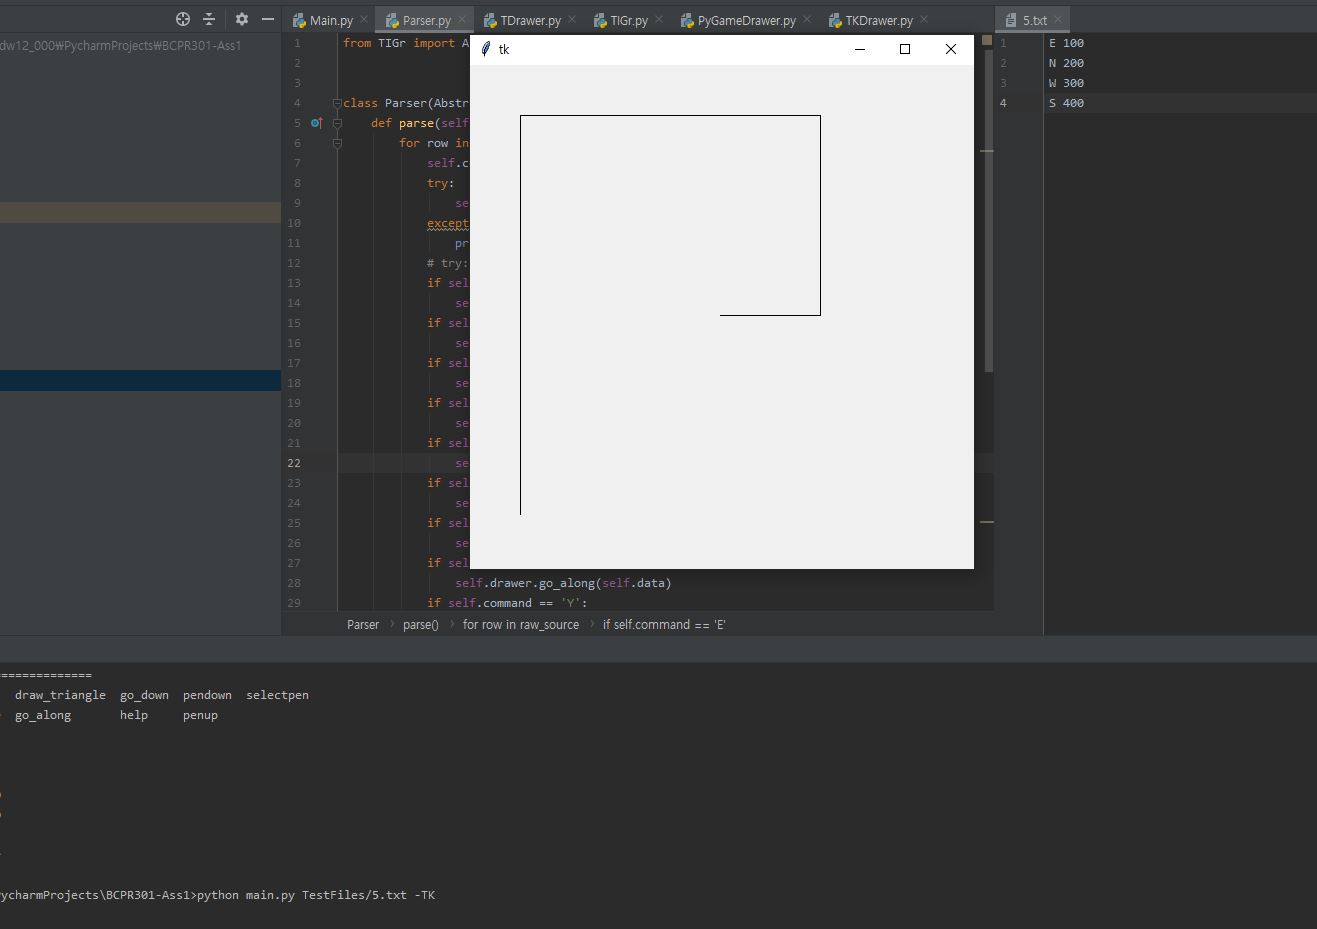 Main.py
Parser.py
TDrawer.py
TIGr.py
PyGameDrawer.py
TKDrawer.py
5.txt
dw12_000₩PycharmProjects₩BCPR301-Ass1
tk
1 from TIGr import A
2
3
4 class Parser(Abstr
5 def parse(self
6 for row in
7 self.c
8 try:
9 se
10 except
11 pr
12 # try:
13 if sel
14 se
15 if sel
16 se
17 if sel
18 se
19 if sel
20 se
21 if sel
22 se
23 if sel
24 se
25 if sel
26 se
27 if sel
28 self.drawer.go_along(self.data)
29 if self.command == 'Y':
1 E 100
2 N 200
3 W 300
4 S 400
Parser parse() for row in raw_source if self.command == 'E'
==============
draw_triangle go_down pendown selectpen
go_along help penup
ycharmProjects\BCPR301-Ass1>python main.py TestFiles/5.txt -TK